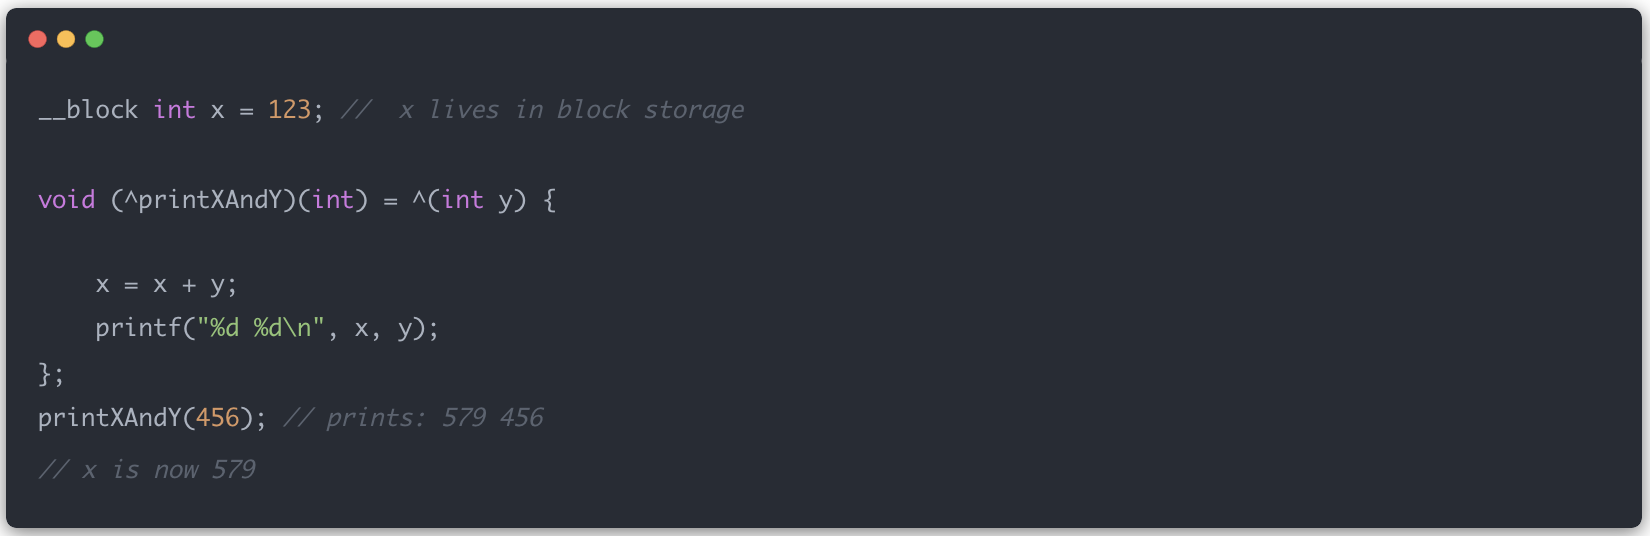 __block int x = 123; //  x lives in block storage
void (^printXAndY)(int) = ^(int y) {
    x = x + y;
    printf("%d %d\n", x, y);
};
printXAndY(456); // prints: 579 456
// x is now 579